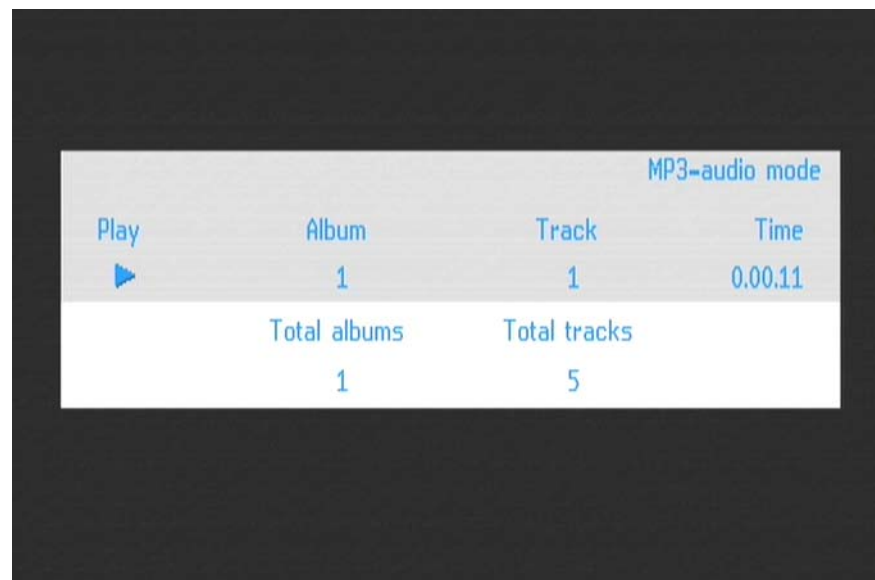 MP3-audio mode
Play Album Track Time
1 1 0.00.11
Total albums Total tracks
1 5